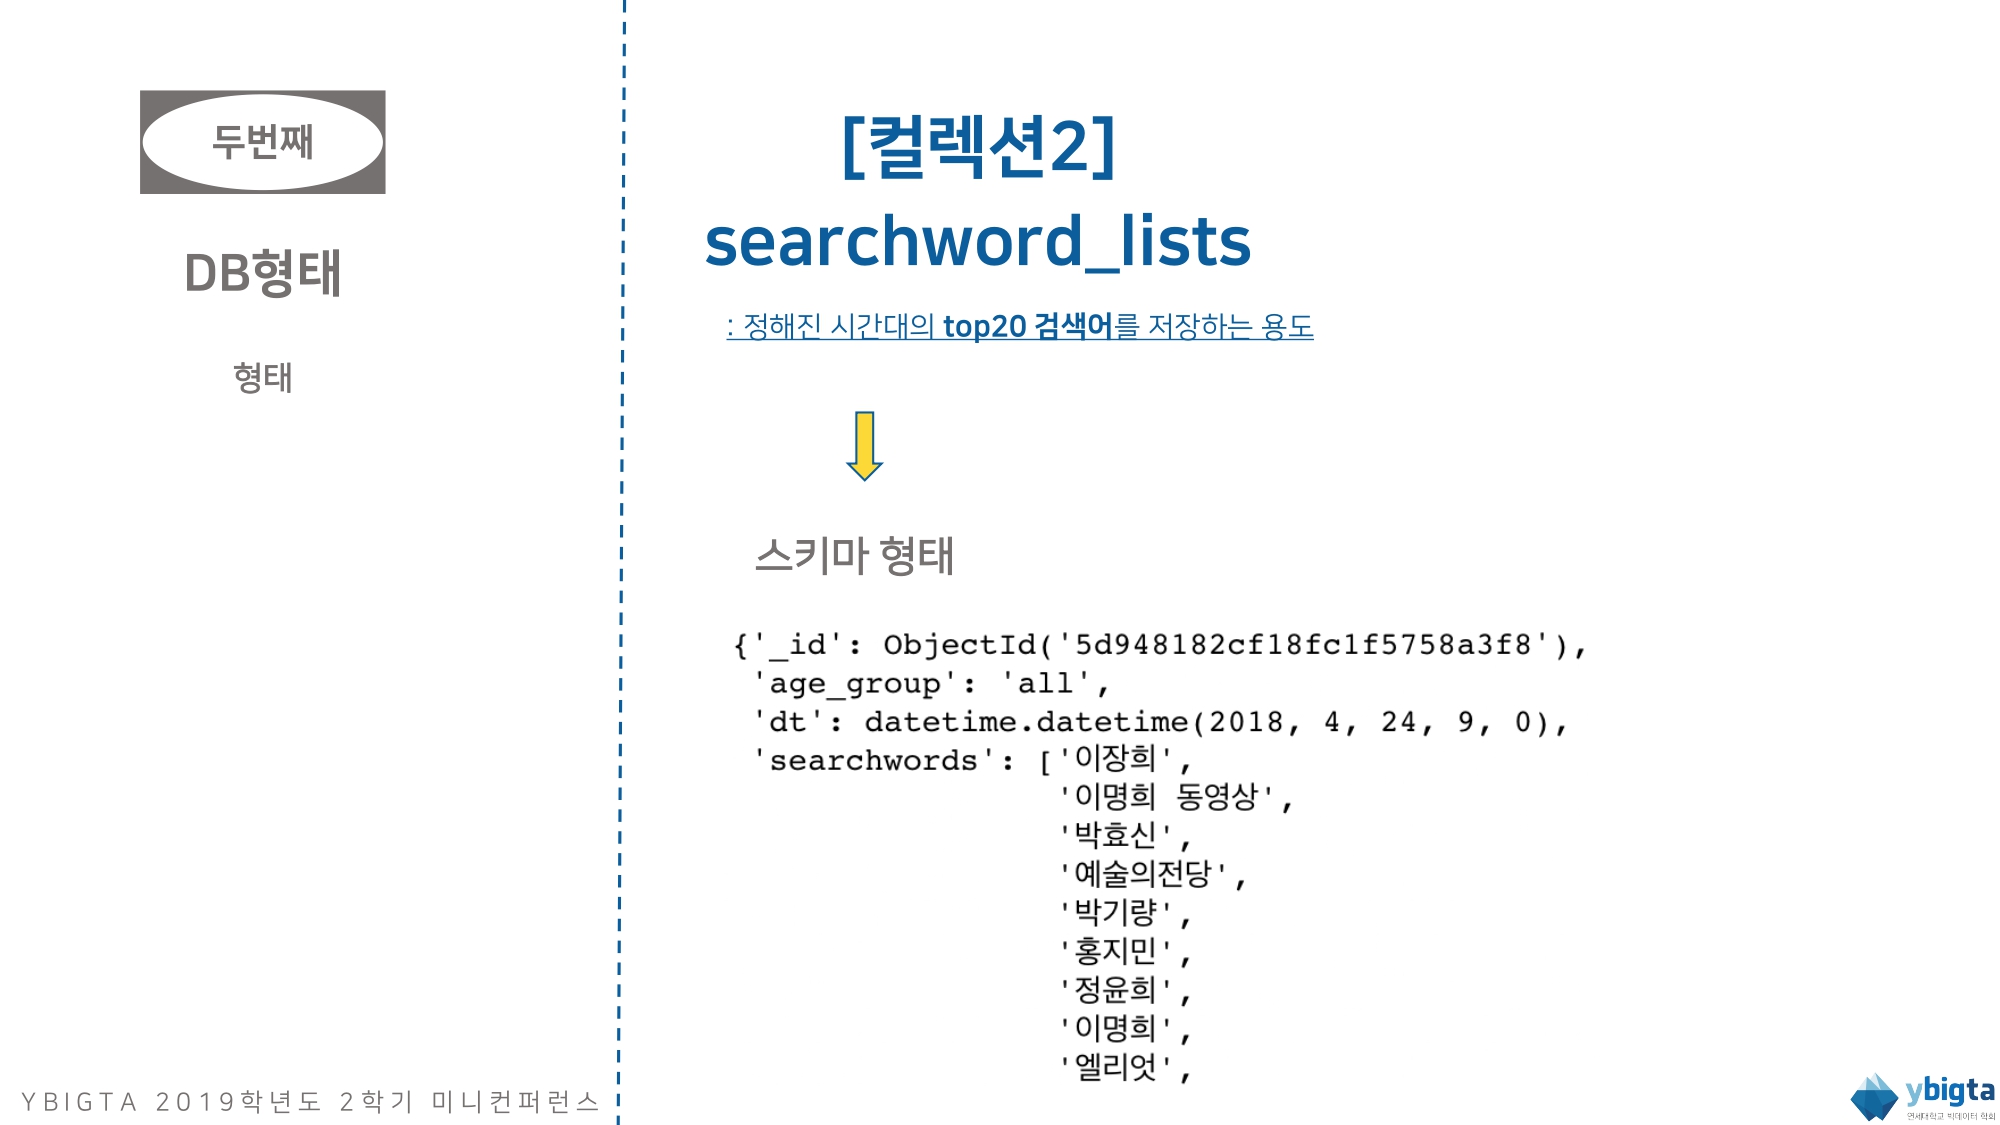 두번째
DB형태
형태
[컬렉션2]
searchword_lists
: 정해진 시간대의 top20 검색어를 저장하는 용도
스키마 형태
{'_id': ObjectId('5d948182cf18fc1f5758a3f8'),
'age_group': 'all',
'dt': datetime.datetime(2018, 4, 24, 9, 0),
'searchwords': ['이장희',
'이명희 동영상',
'박효신',
'예술의전당',
'박기량',
'홍지민',
'정윤희',
'이명희',
'엘리엇',
YBIGTA 2019학년도 2학기 미니컨퍼런스
ybigta
연세대학교 빅데이터 학회